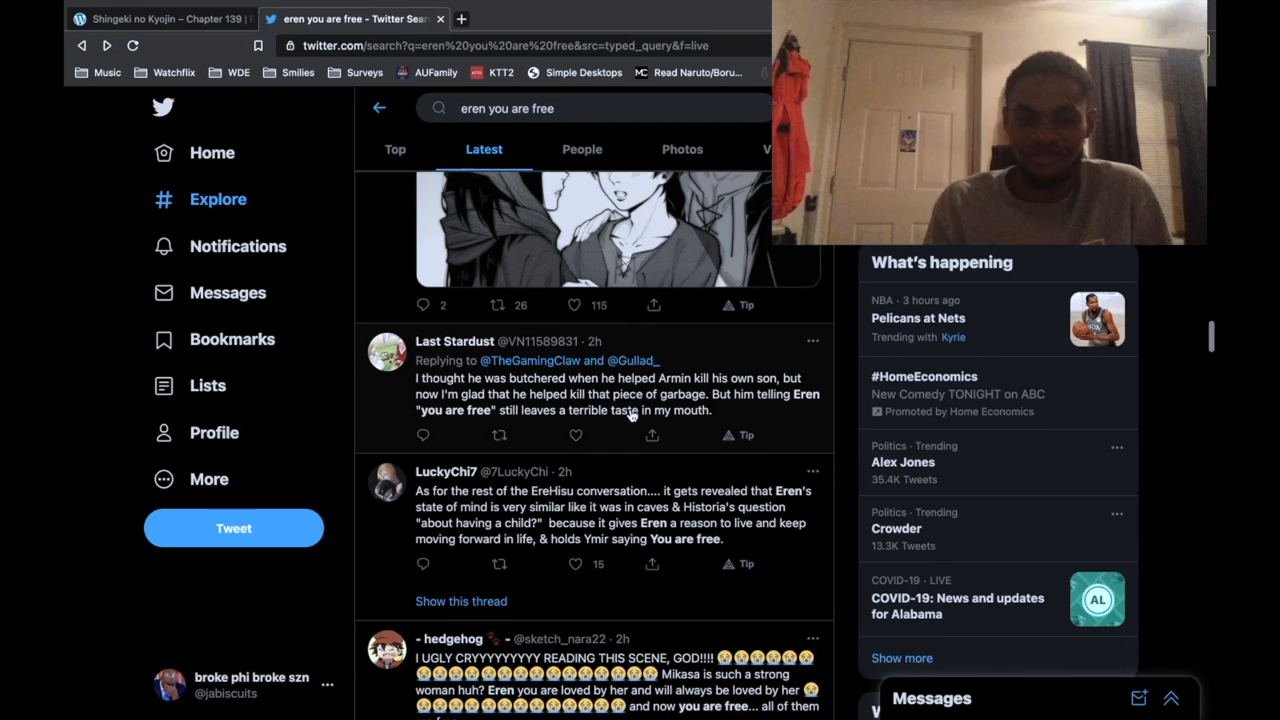 Shingeki no Kyojin – Chapter 139 |
eren you are free - Twitter Sear
twitter.com/search?q=eren%20you%20are%20free&src=typed_query&f=live
Music
Watchflix
WDE
Smilies
Surveys
AUFamily
KTT2
Simple Desktops
Read Naruto/Boru...
eren you are free
Home
Explore
Notifications
Messages
Bookmarks
Lists
Profile
More
Tweet
broke phi broke szn
@jabiscuits
Top
Latest
People
Photos
V
2
26
115
Tip
Last Stardust @VN11589831 · 2h
Replying to @TheGamingClaw and @Gullad_
I thought he was butchered when he helped Armin kill his own son, but
now I'm glad that he helped kill that piece of garbage. But him telling Eren
"you are free" still leaves a terrible taste in my mouth.
Tip
LuckyChi7 @7LuckyChi · 2h
As for the rest of the EreHisu conversation.... it gets revealed that Eren's
state of mind is very similar like it was in caves & Historia's question
"about having a child?" because it gives Eren a reason to live and keep
moving forward in life, & holds Ymir saying You are free.
15
Tip
Show this thread
- hedgehog - @sketch_nara22 · 2h
I UGLY CRYYYYYYYYY READING THIS SCENE, GOD!!!! 😭😭😭😭😭😭
😭😭😭😭😭😭😭😭😭😭😭😭😭😭😭 Mikasa is such a strong
woman huh? Eren you are loved by her and will always be loved by her 😭
😭😭😭😭😭😭😭😭😭😭😭😭😭 and now you are free... all of them
What's happening
NBA · 3 hours ago
Pelicans at Nets
Trending with Kyrie
#HomeEconomics
New Comedy TONIGHT on ABC
Promoted by Home Economics
Politics · Trending
Alex Jones
35.4K Tweets
Politics · Trending
Crowder
13.3K Tweets
COVID-19 · LIVE
COVID-19: News and updates
for Alabama
AL
Show more
Messages